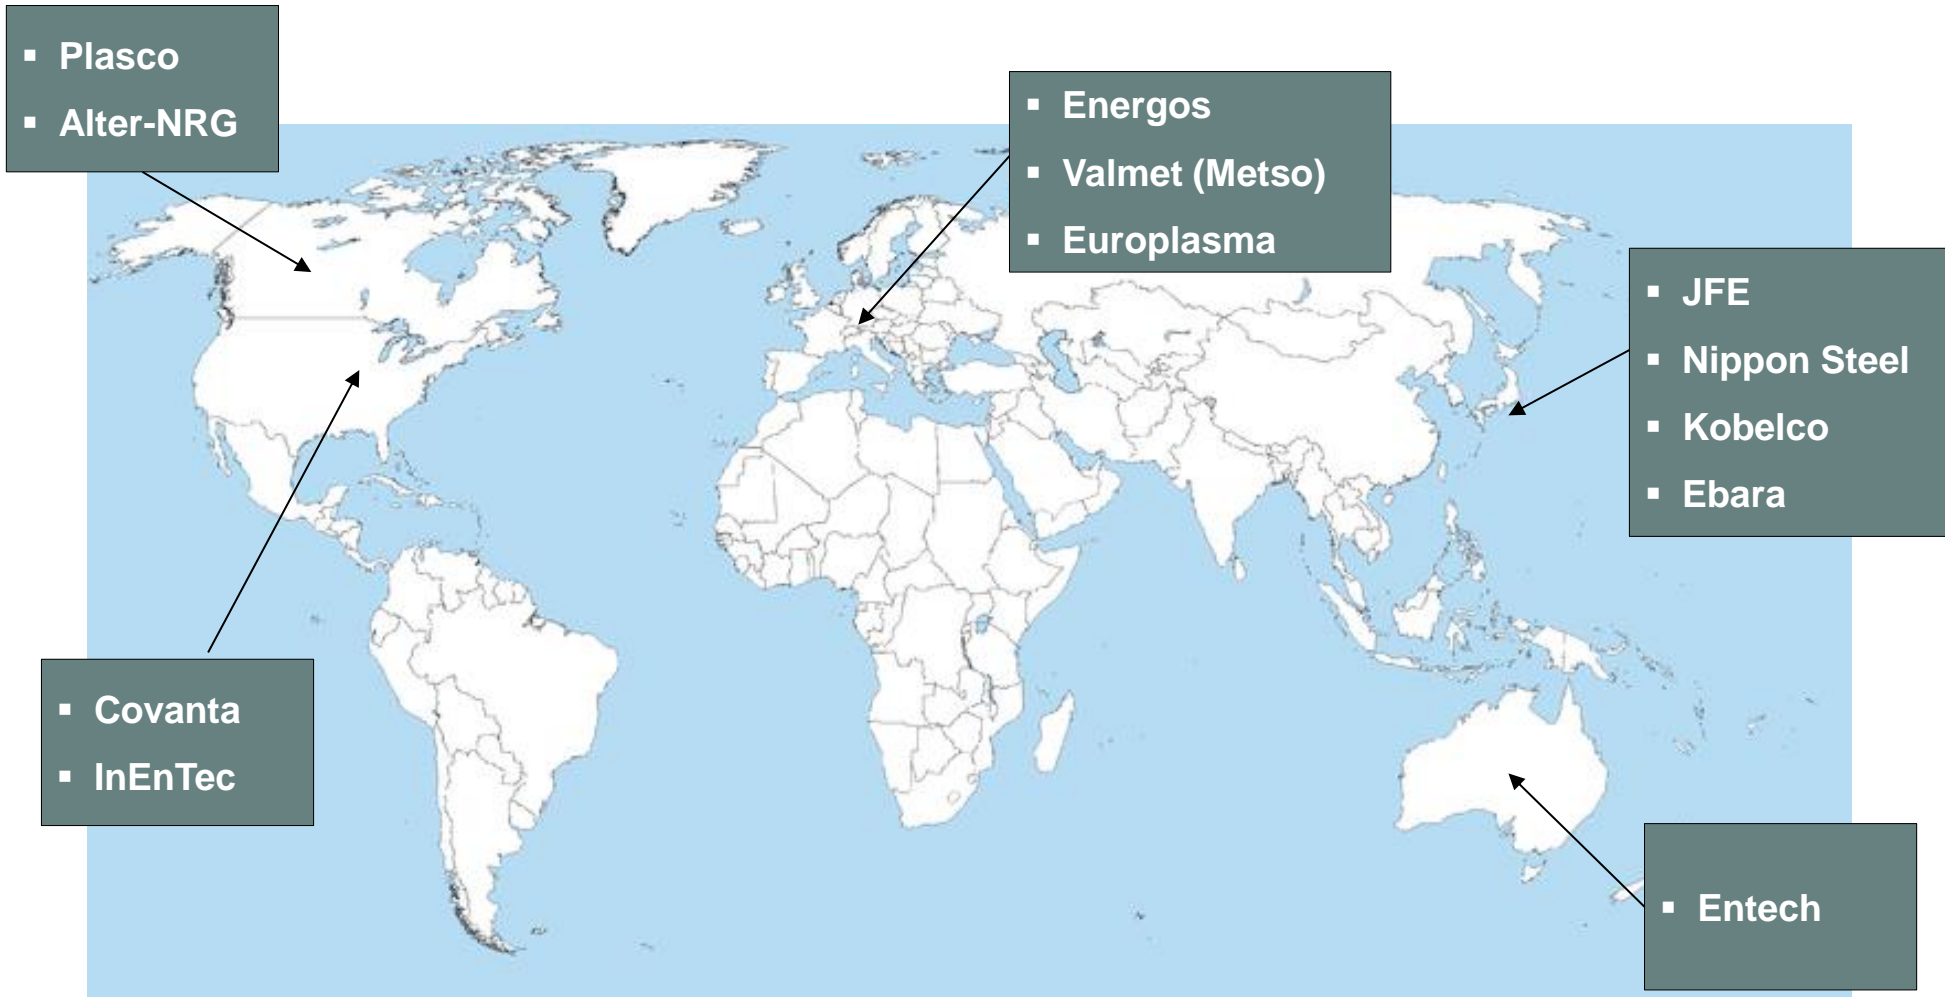 ▪ Plasco
▪ Alter-NRG
▪ Energos
▪ Valmet (Metso)
▪ Europlasma
▪ JFE
▪ Nippon Steel
▪ Kobelco
▪ Ebara
▪ Covanta
▪ InEnTec
▪ Entech